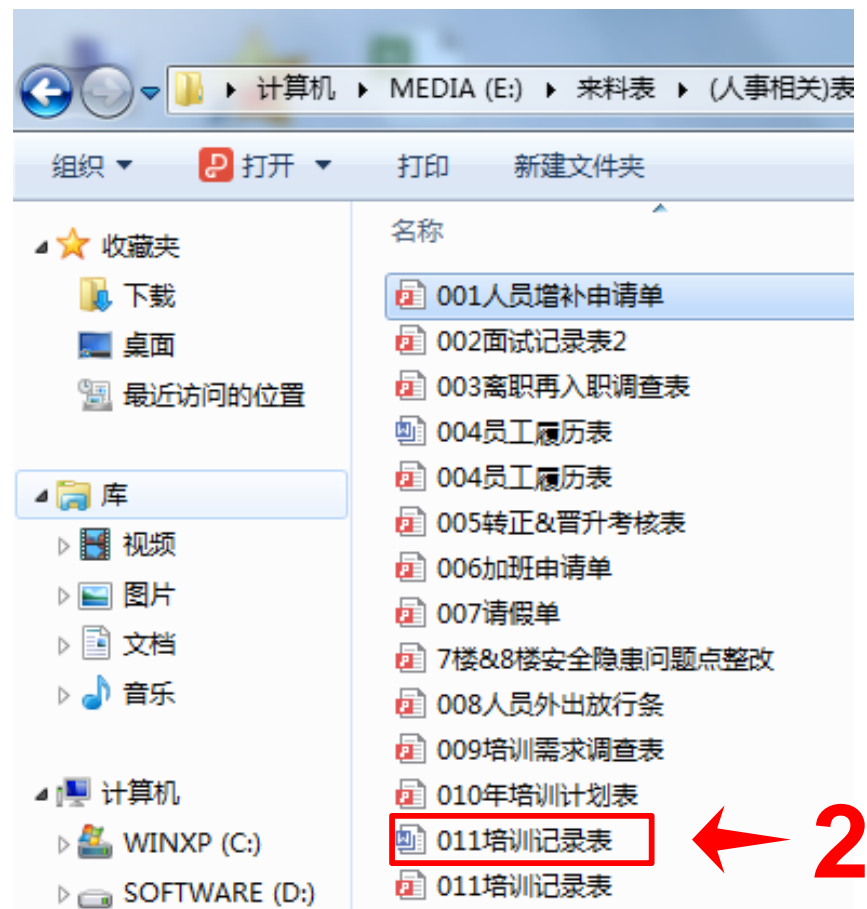 计算机 MEDIA (E:) 来料表 (人事相关)表
组织 打开 打印 新建文件夹
收藏夹
下载
桌面
最近访问的位置
库
视频
图片
文档
音乐
计算机
WINXP (C:)
SOFTWARE (D:)
名称
001人员增补申请单
002面试记录表2
003离职再入职调查表
004员工履历表
004员工履历表
005转正&晋升考核表
006加班申请单
007请假单
7楼&8楼安全隐患问题点整改
008人员外出放行条
009培训需求调查表
010年培训计划表
011培训记录表
2
011培训记录表